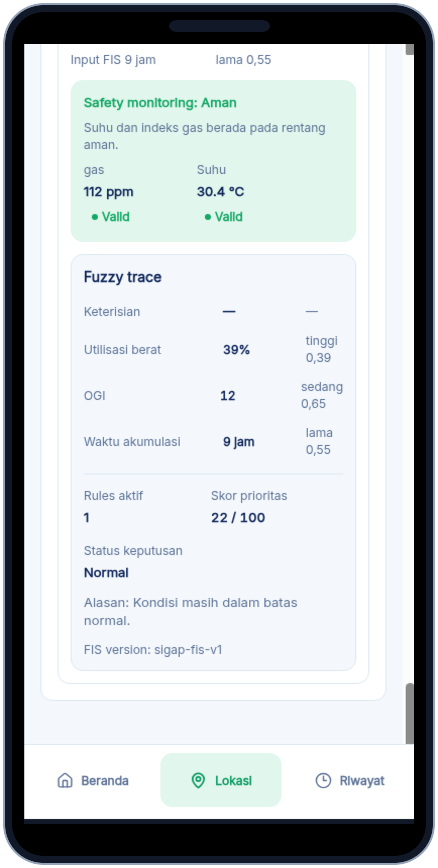 Input FIS 9 jam lama 0,55
Safety monitoring: Aman
Suhu dan indeks gas berada pada rentang
aman.
gas Suhu
112 ppm 30.4 °C
Valid Valid
Fuzzy trace
Keterisian — —
Utilisasi berat 39% tinggi
0,39
OGI 12 sedang
0,65
Waktu akumulasi 9 jam lama
0,55
Rules aktif Skor prioritas
1 22 / 100
Status keputusan
Normal
Alasan: Kondisi masih dalam batas
normal.
FIS version: sigap-fis-v1
Beranda Lokasi Riwayat